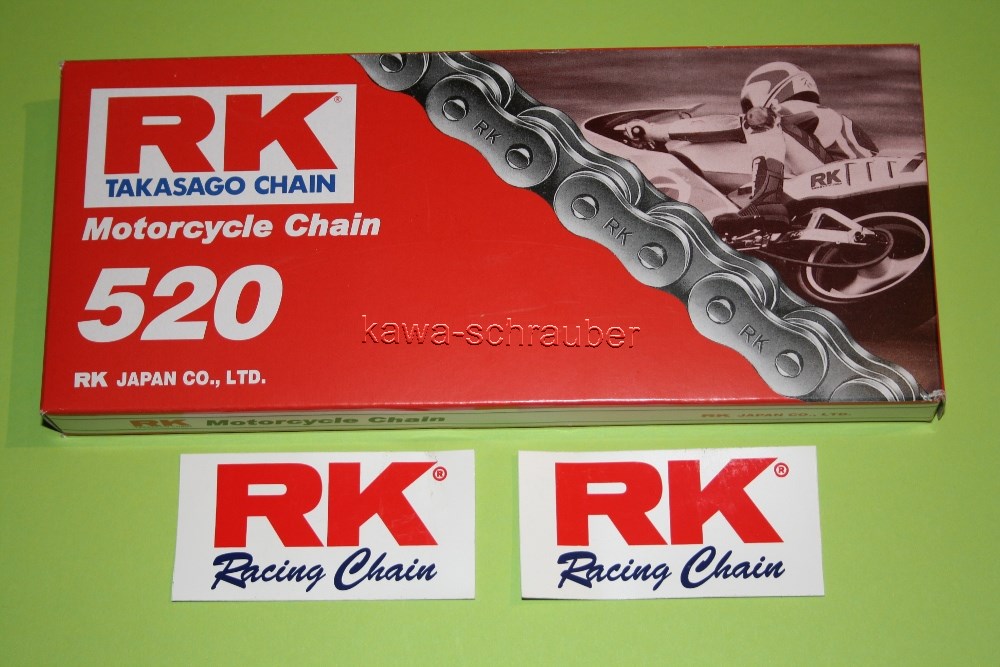 RK®
TAKASAGO CHAIN
Motorcycle Chain
520
RK JAPAN CO., LTD.
RK
RK
RK
RK
kawa-schrauber
RK Motorcycle Chain
RK JAPAN CO., LTD.
RK®
Racing Chain
RK®
Racing Chain